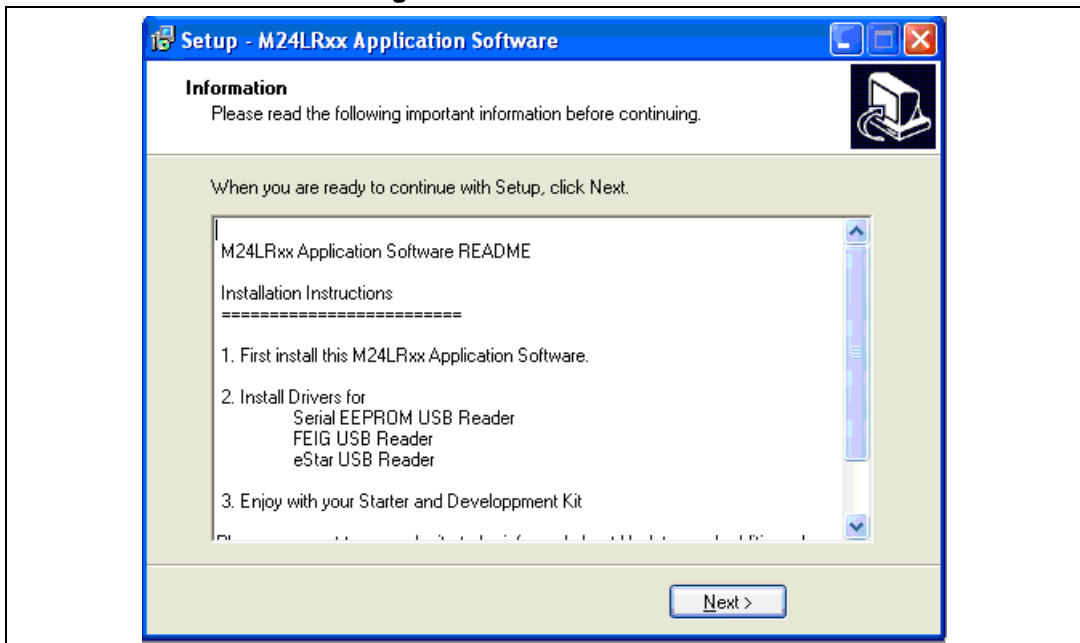 Setup - M24LRxx Application Software
Information
Please read the following important information before continuing.
When you are ready to continue with Setup, click Next.
M24LRxx Application Software README
Installation Instructions
=========================
1. First install this M24LRxx Application Software.
2. Install Drivers for
Serial EEPROM USB Reader
FEIG USB Reader
eStar USB Reader
3. Enjoy with your Starter and Developpment Kit
Next >